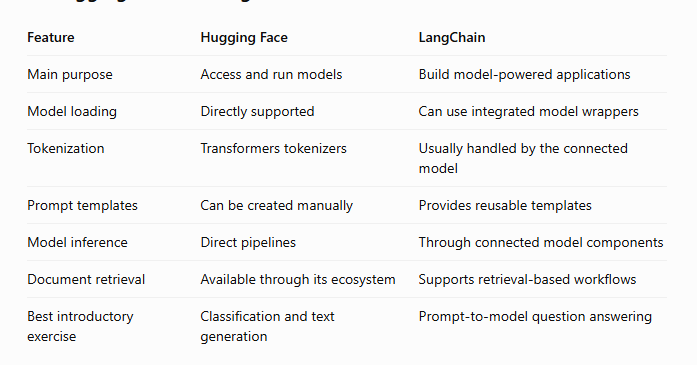 Feature Hugging Face LangChain
Main purpose Access and run models Build model-powered applications
Model loading Directly supported Can use integrated model wrappers
Tokenization Transformers tokenizers Usually handled by the connected
model
Prompt templates Can be created manually Provides reusable templates
Model inference Direct pipelines Through connected model components
Document retrieval Available through its ecosystem Supports retrieval-based workflows
Best introductory Classification and text Prompt-to-model question answering
exercise generation